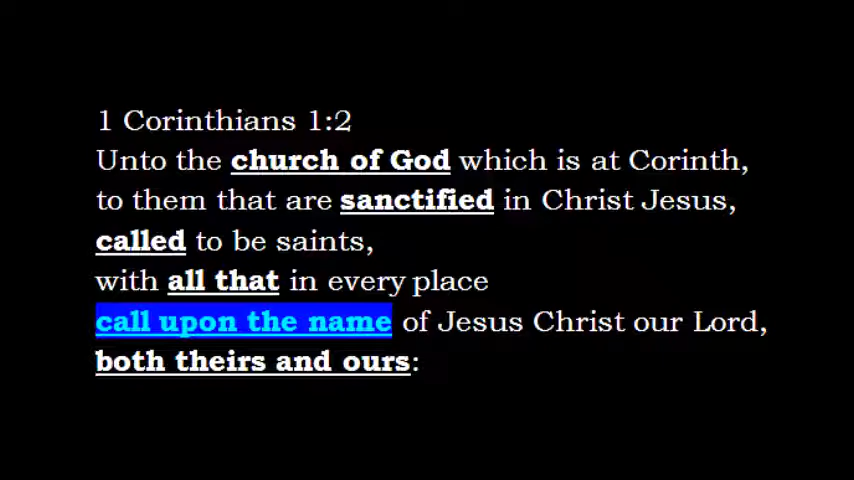 1 Corinthians 1:2
Unto the church of God which is at Corinth,
to them that are sanctified in Christ Jesus,
called to be saints,
with all that in every place
call upon the name of Jesus Christ our Lord,
both theirs and ours: